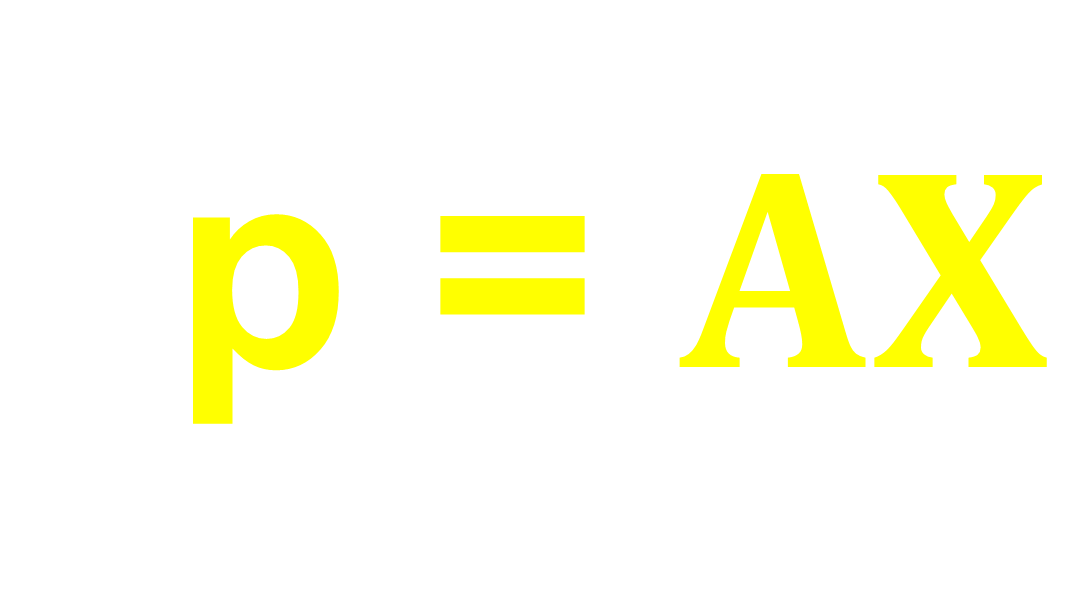 p = AX